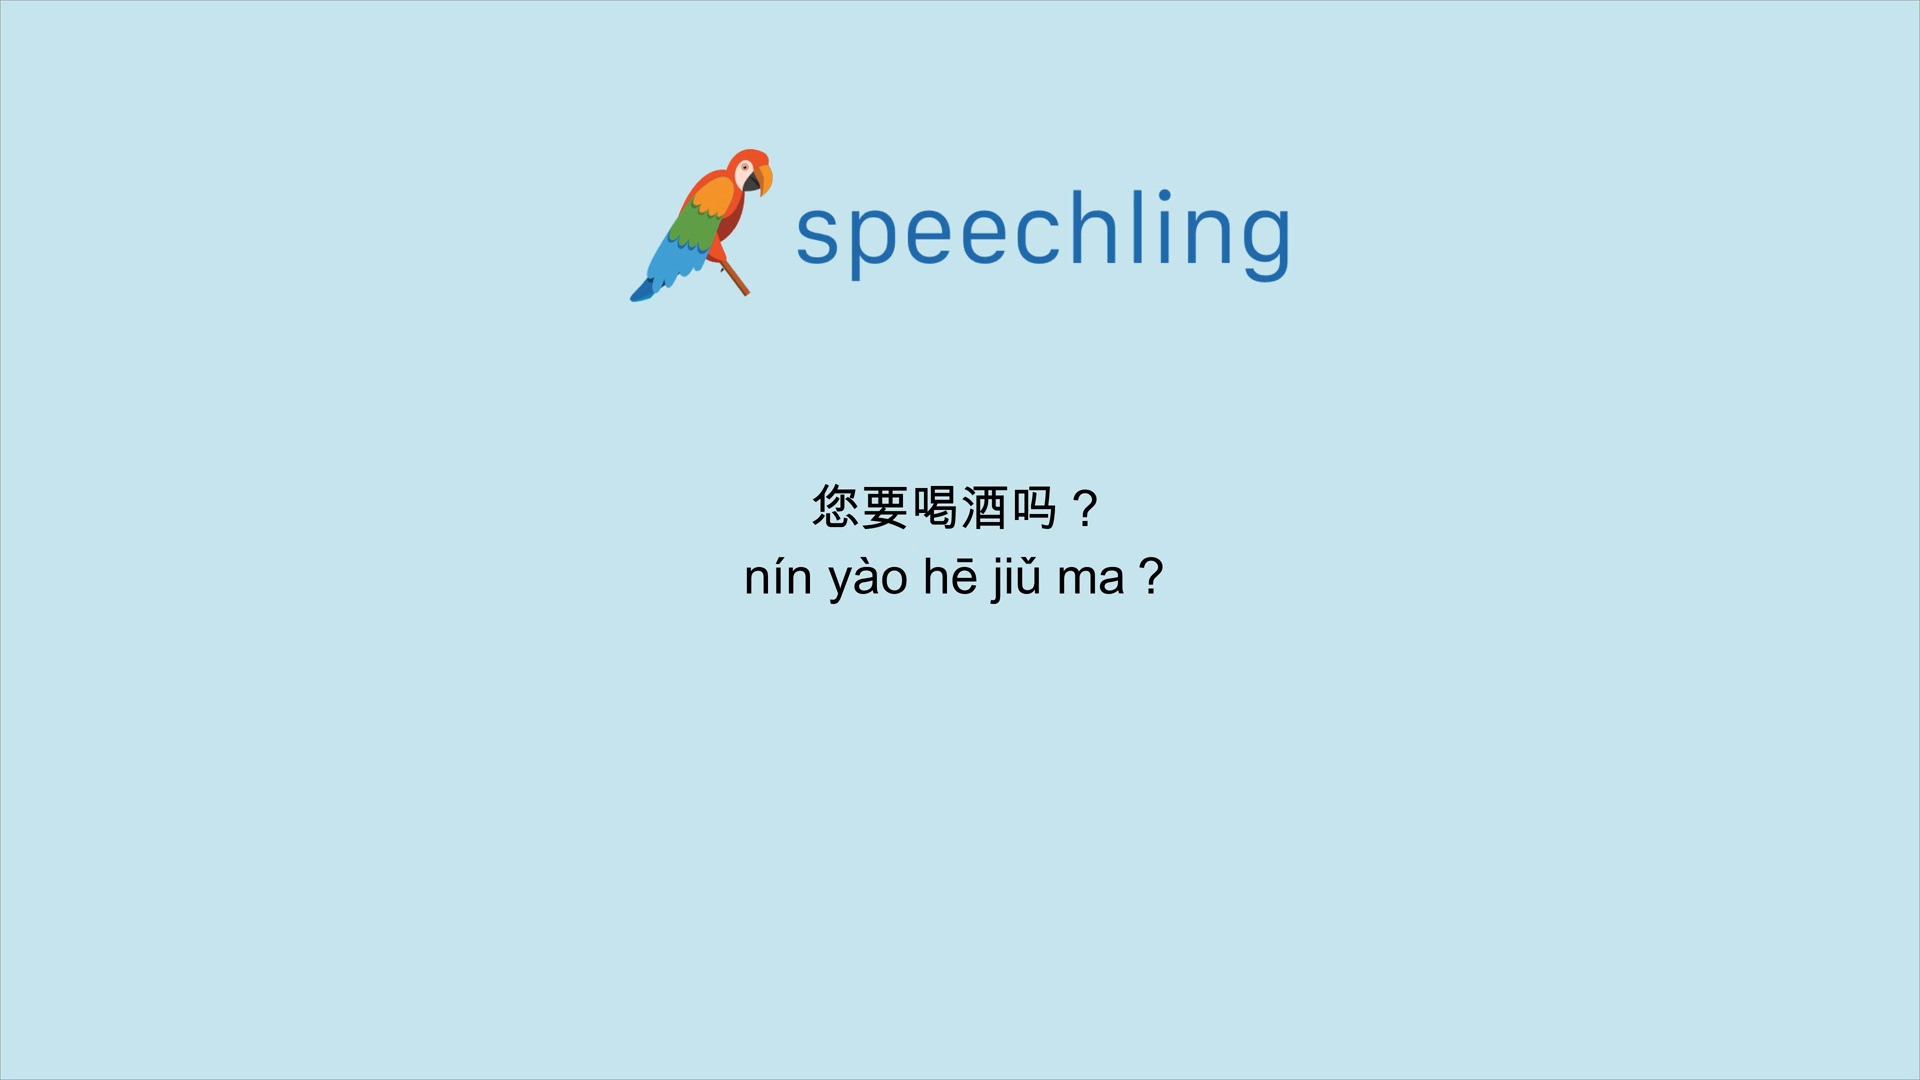 speechling
您要喝酒吗？
nín yào hē jiǔ ma？